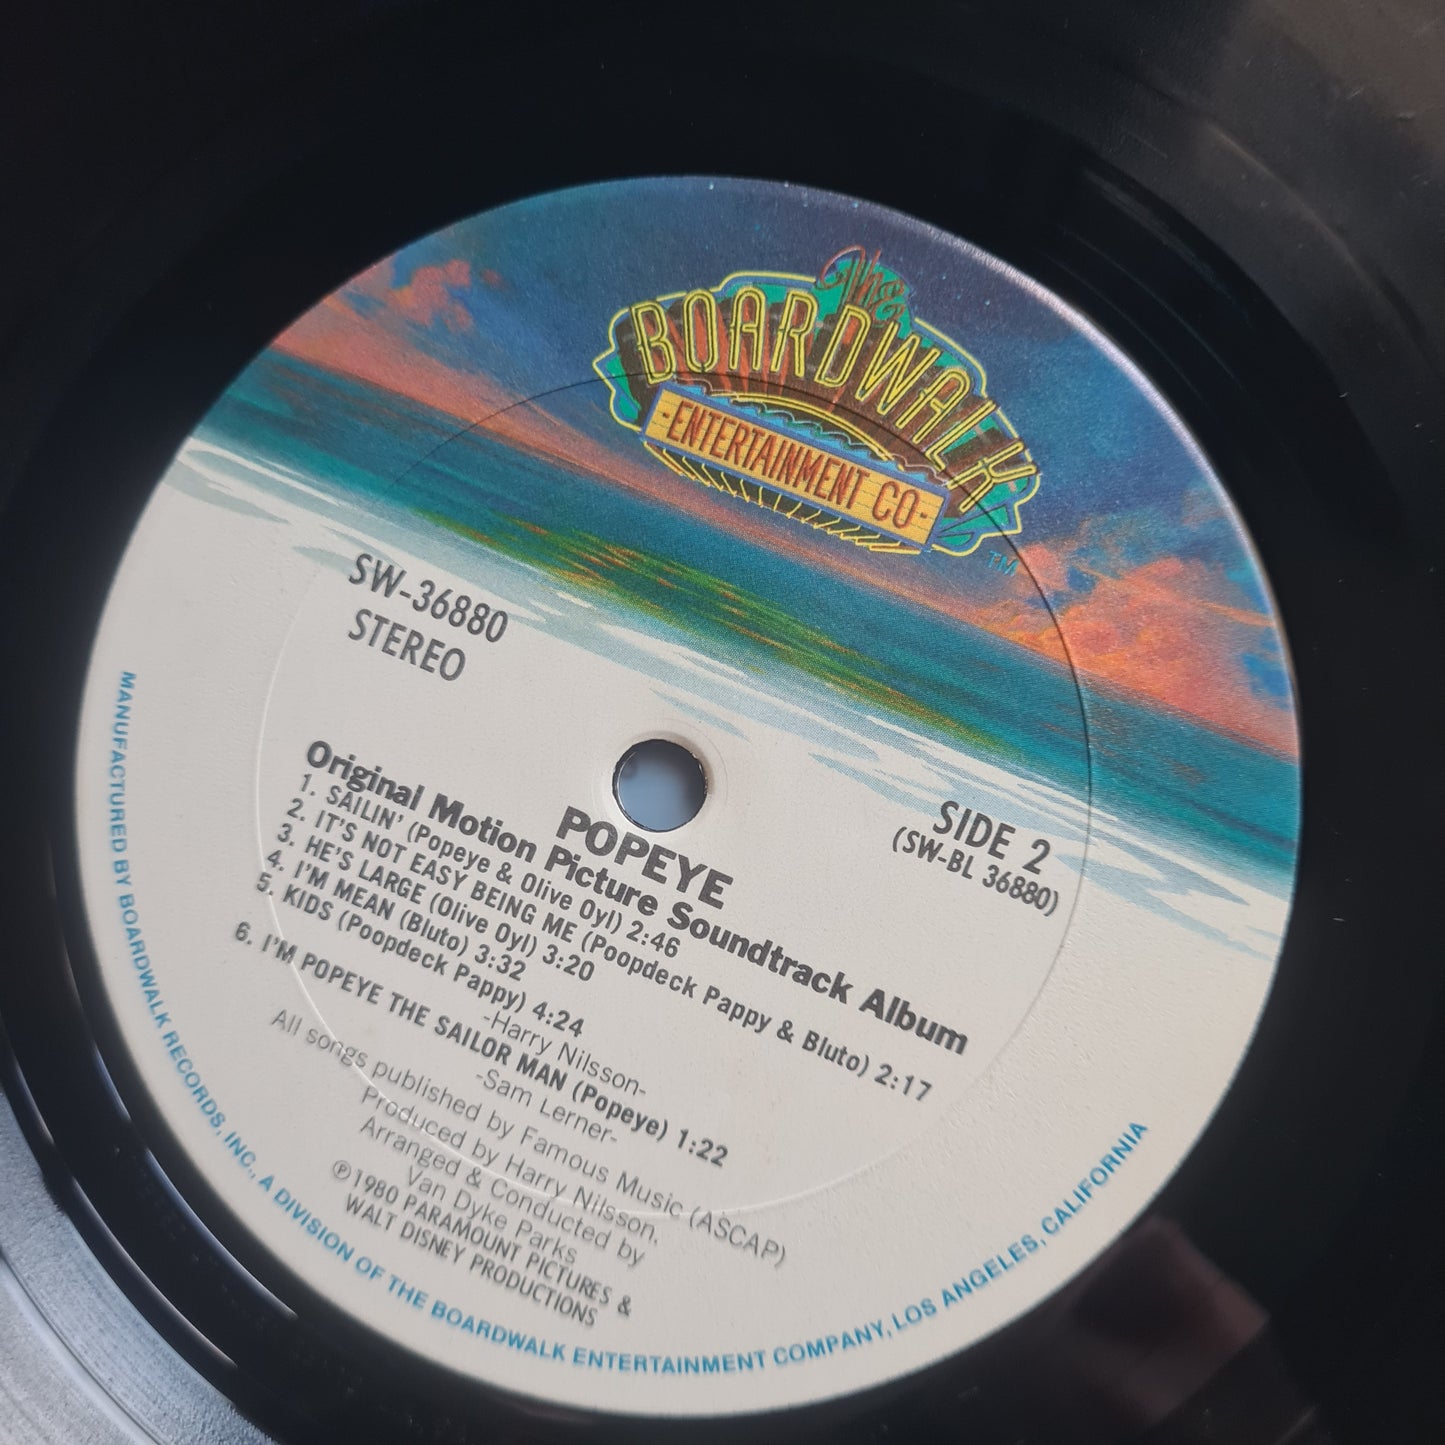 The
BOARDWALK
-ENTERTAINMENT CO-
TM
SW-36880
STEREO
SIDE 2
(SW-BL 36880)
POPEYE
Original Motion Picture Soundtrack Album
1. SAILIN' (Popeye & Olive Oyl) 2:46
2. IT'S NOT EASY BEING ME (Poopdeck Pappy & Bluto) 2:17
3. HE'S LARGE (Olive Oyl) 3:20
4. I'M MEAN (Bluto) 3:32
5. KIDS (Poopdeck Pappy) 4:24
-Harry Nilsson-
6. I'M POPEYE THE SAILOR MAN (Popeye) 1:22
-Sam Lerner-
All songs published by Famous Music (ASCAP)
Produced by Harry Nilsson.
Arranged & Conducted by
Van Dyke Parks
℗1980 PARAMOUNT PICTURES &
WALT DISNEY PRODUCTIONS
MANUFACTURED BY BOARDWALK RECORDS, INC., A DIVISION OF THE BOARDWALK ENTERTAINMENT COMPANY, LOS ANGELES, CALIFORNIA